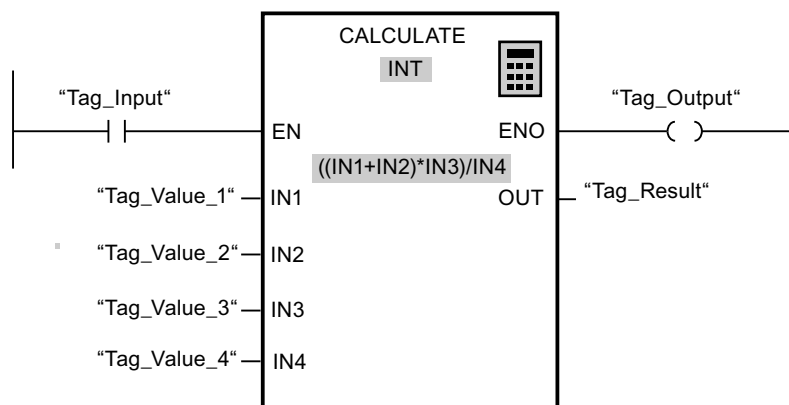 CALCULATE
INT
“Tag_Input“
“Tag_Output“
EN
ENO
((IN1+IN2)*IN3)/IN4
“Tag_Value_1“
IN1
OUT
“Tag_Result“
“Tag_Value_2“
IN2
“Tag_Value_3“
IN3
“Tag_Value_4“
IN4